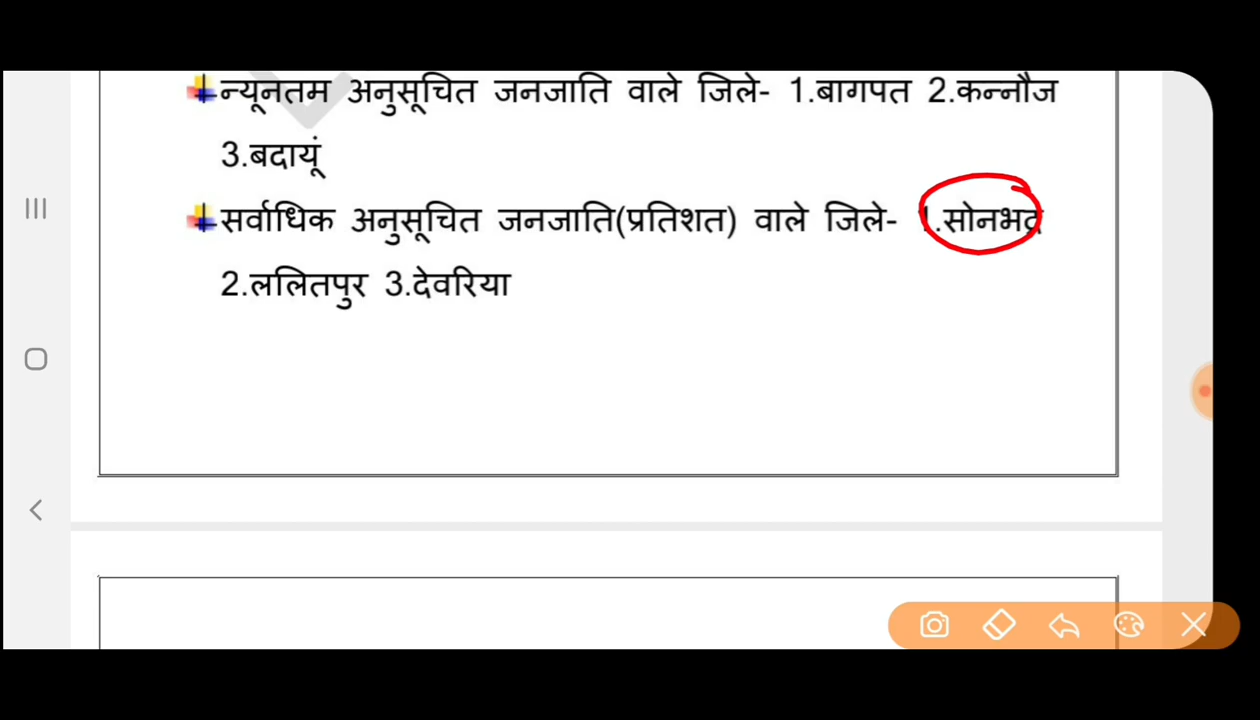 न्यूनतम अनुसूचित जनजाति वाले जिले- 1.बागपत 2.कन्नौज
3.बदायूं
सर्वाधिक अनुसूचित जनजाति(प्रतिशत) वाले जिले- 1.सोनभद्र
2.ललितपुर 3.देवरिया